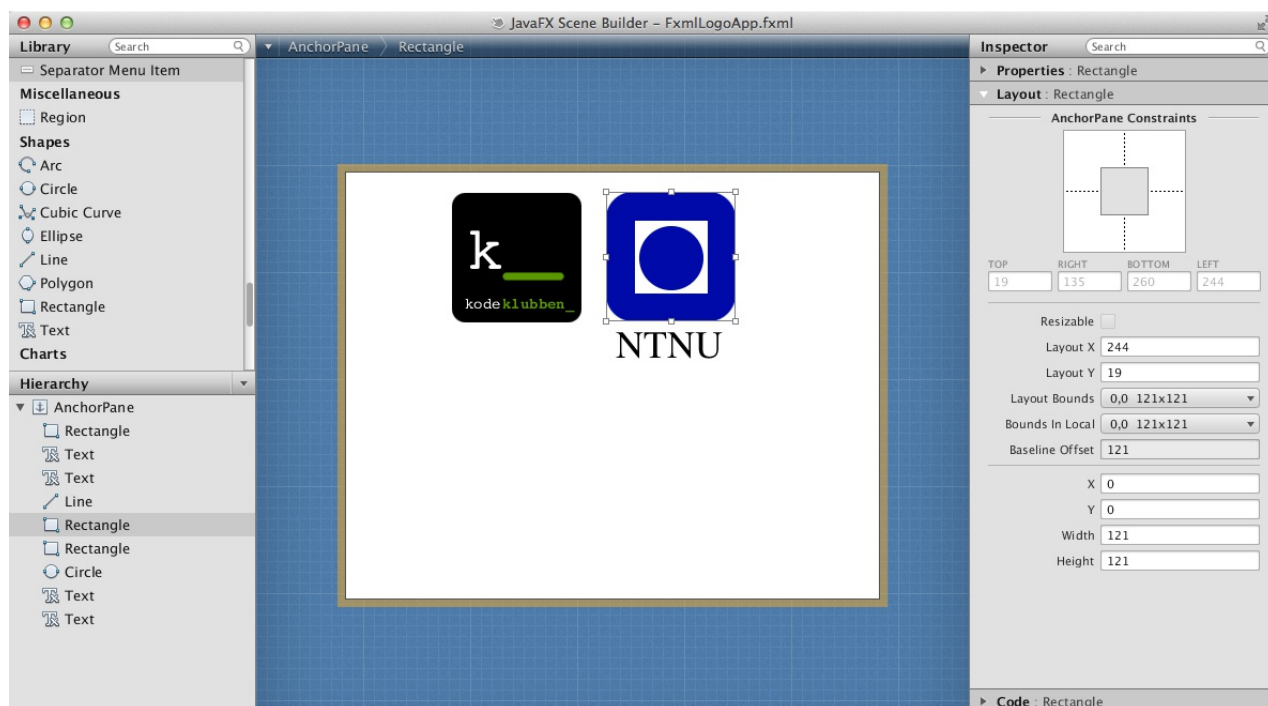 JavaFX Scene Builder – FxmlLogoApp.fxml
Library
Search
Separator Menu Item
Miscellaneous
Region
Shapes
Arc
Circle
Cubic Curve
Ellipse
Line
Polygon
Rectangle
Text
Charts
Hierarchy
AnchorPane
Rectangle
Text
Text
Line
Rectangle
Rectangle
Circle
Text
Text
AnchorPane Rectangle
k_
kodeklubben_
NTNU
Inspector
Search
Properties : Rectangle
Layout : Rectangle
AnchorPane Constraints
TOP RIGHT BOTTOM LEFT
19 135 260 244
Resizable
Layout X 244
Layout Y 19
Layout Bounds 0,0 121x121
Bounds In Local 0,0 121x121
Baseline Offset 121
X 0
Y 0
Width 121
Height 121
Code : Rectangle